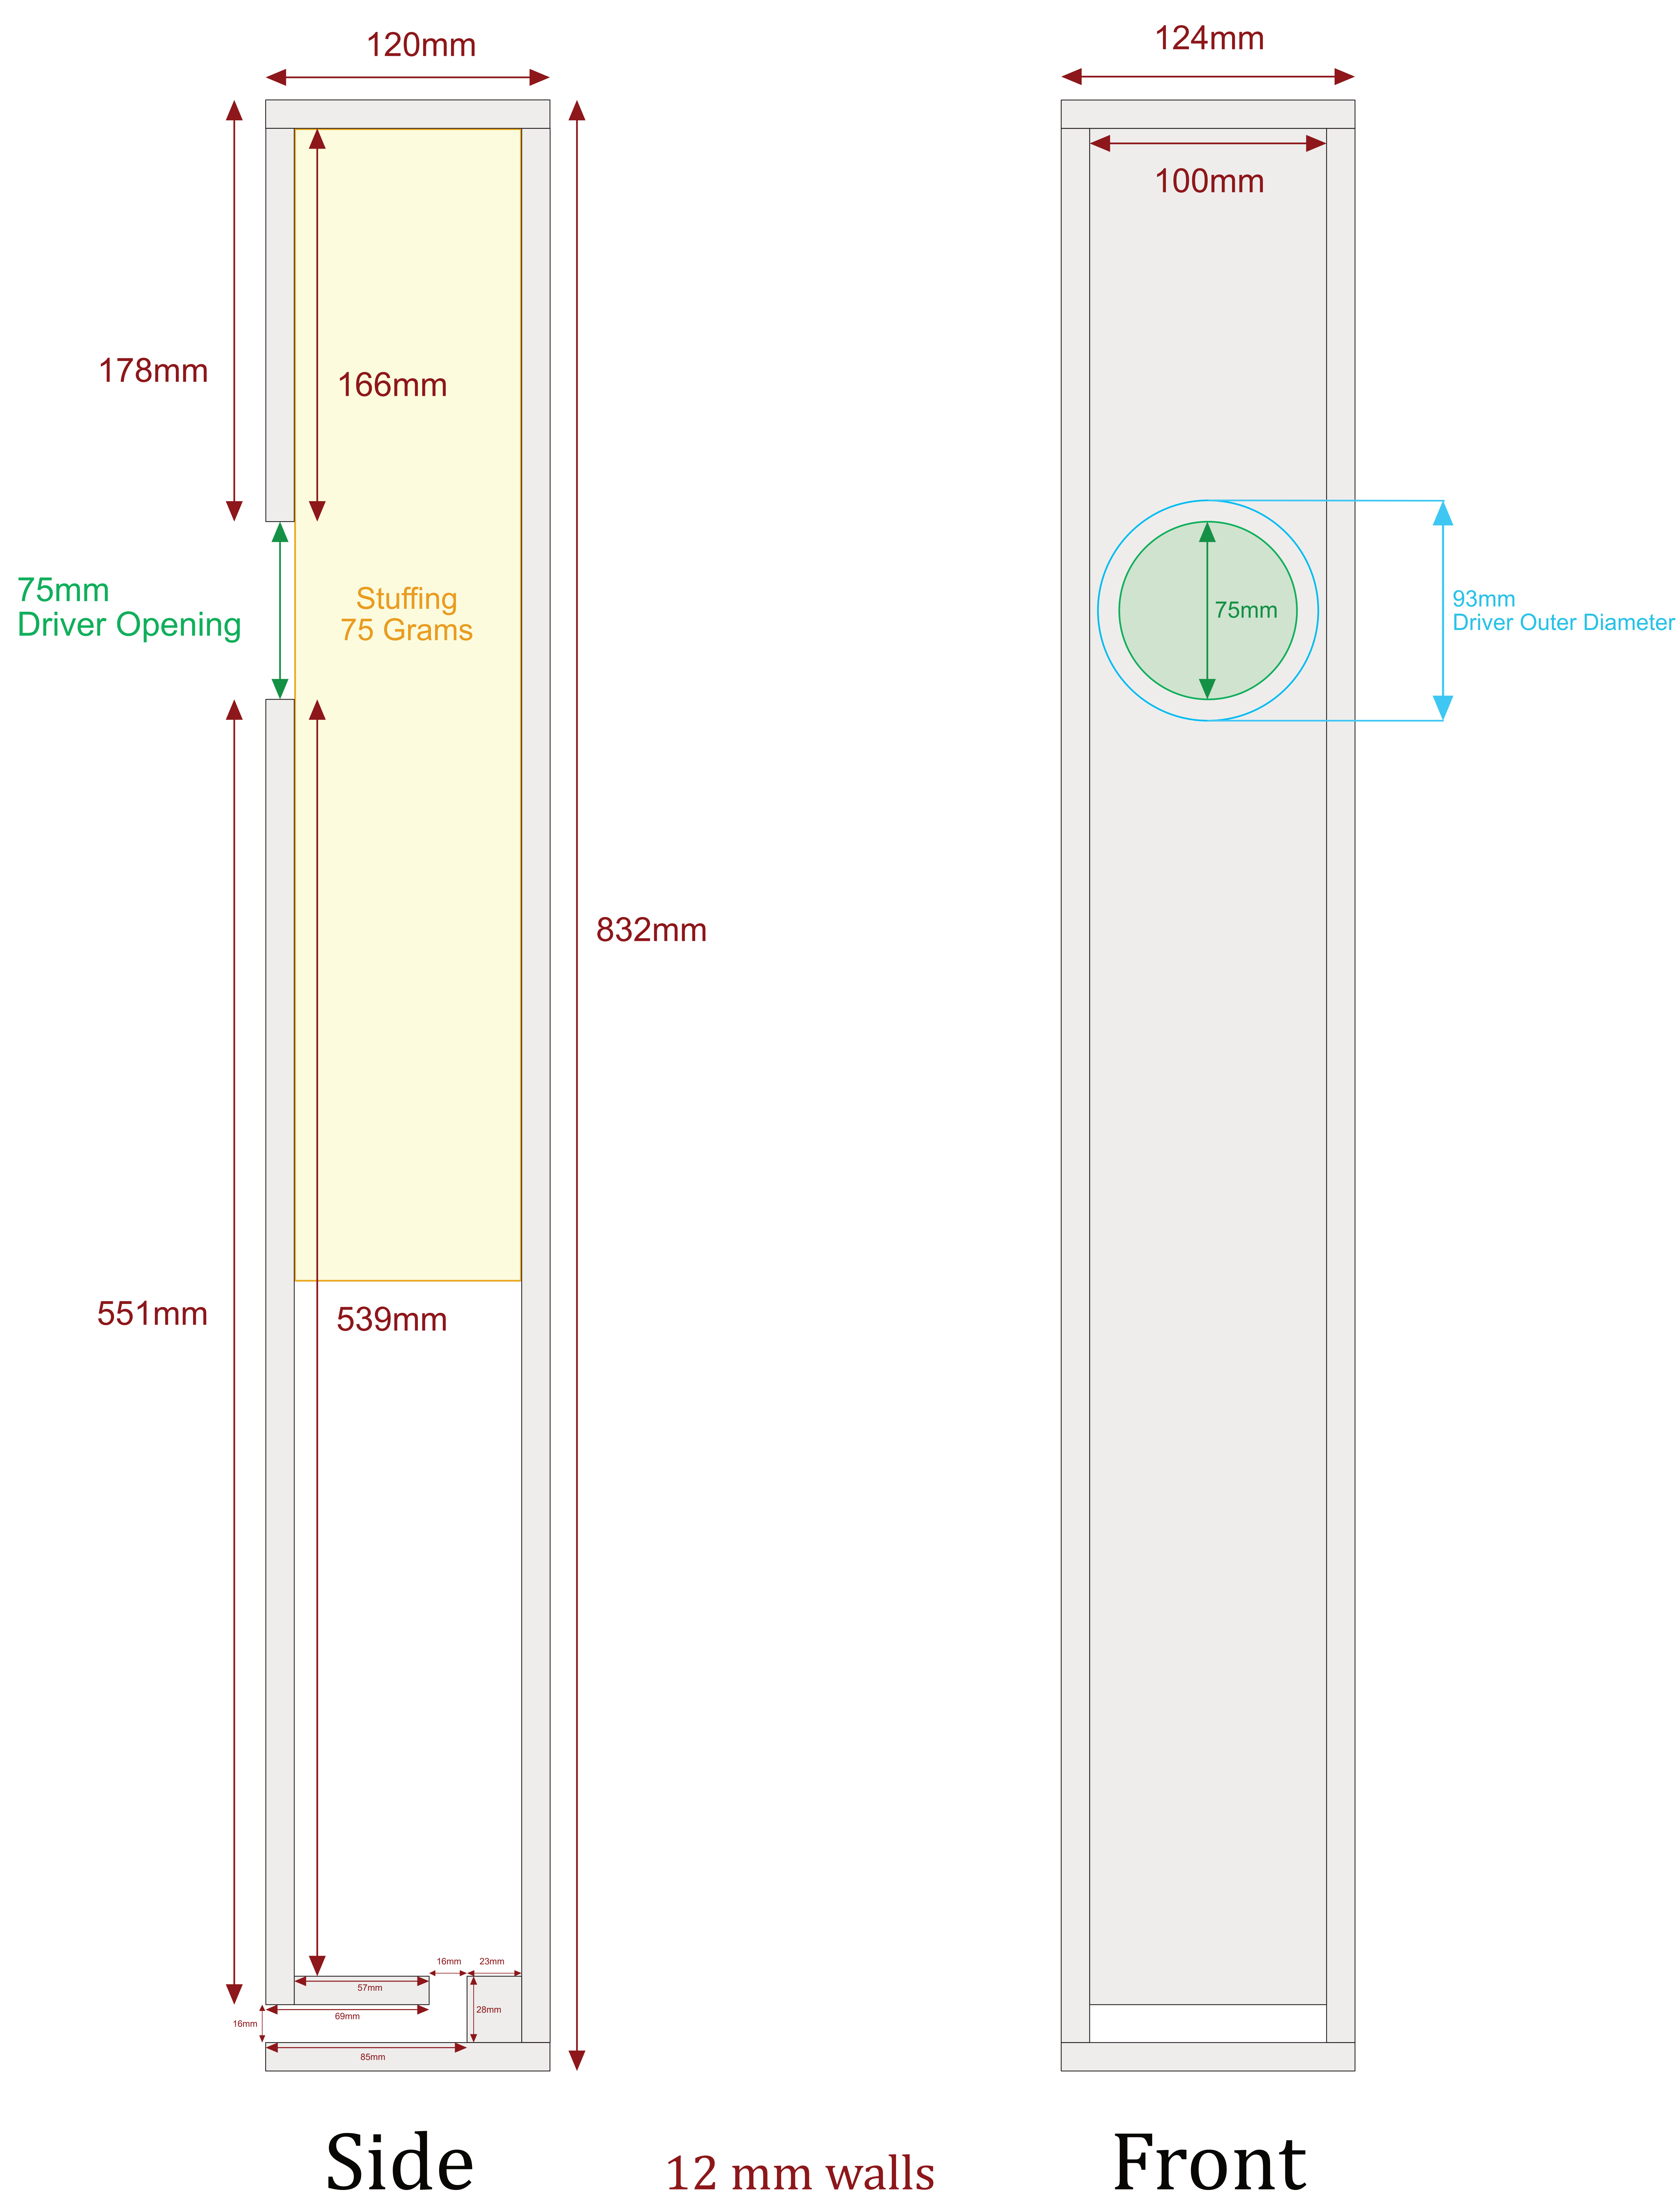 120mm
124mm
100mm
178mm
166mm
75mm
Driver Opening
Stuffing
75 Grams
75mm
93mm
Driver Outer Diameter
832mm
551mm
539mm
16mm
23mm
57mm
69mm
28mm
16mm
85mm
Side
12 mm walls
Front